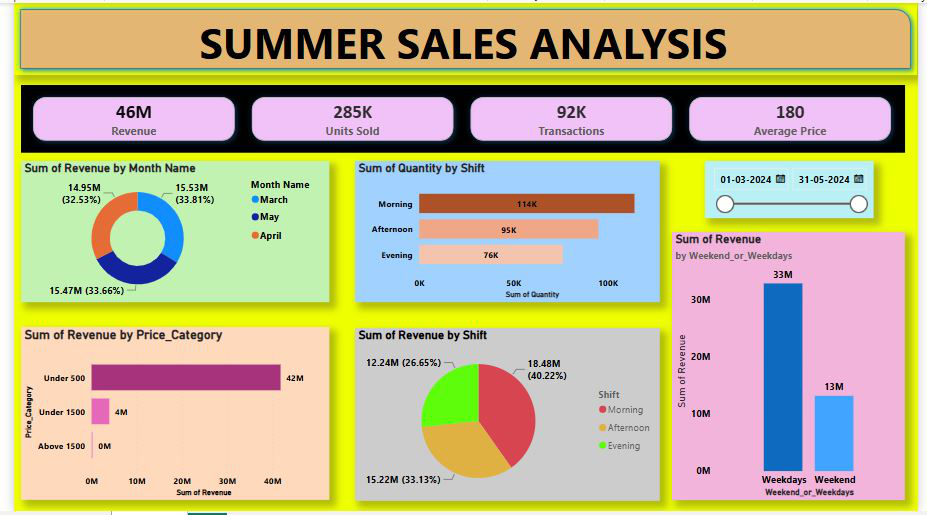 SUMMER SALES ANALYSIS
46M
Revenue
285K
Units Sold
92K
Transactions
180
Average Price
Sum of Revenue by Month Name
14.95M
(32.53%)
15.53M
(33.81%)
15.47M (33.66%)
Month Name
March
May
April
Sum of Quantity by Shift
Morning
114K
Afternoon
95K
Evening
76K
0K
50K
100K
Sum of Quantity
01-03-2024
31-05-2024
Sum of Revenue by Price_Category
Price_Category
Under 500
42M
Under 1500
4M
Above 1500
0M
0M
10M
20M
30M
40M
Sum of Revenue
Sum of Revenue by Shift
12.24M (26.65%)
18.48M
(40.22%)
15.22M (33.13%)
Shift
Morning
Afternoon
Evening
Sum of Revenue
by Weekend_or_Weekdays
Sum of Revenue
33M
13M
30M
20M
10M
0M
Weekdays
Weekend
Weekend_or_Weekdays